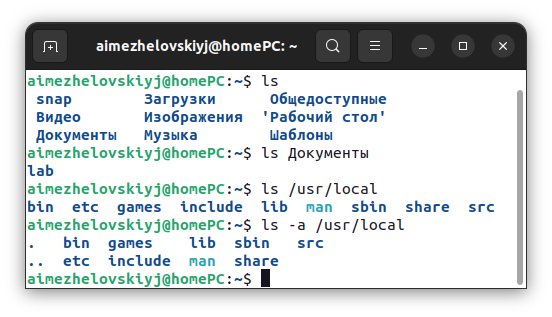 aimezhelovskiyj@homePC: ~
aimezhelovskiyj@homePC:~$ ls
snap Загрузки Общедоступные
Видео Изображения 'Рабочий стол'
Документы Музыка Шаблоны
aimezhelovskiyj@homePC:~$ ls Документы
lab
aimezhelovskiyj@homePC:~$ ls /usr/local
bin etc games include lib man sbin share src
aimezhelovskiyj@homePC:~$ ls -a /usr/local
. bin games lib sbin src
.. etc include man share
aimezhelovskiyj@homePC:~$